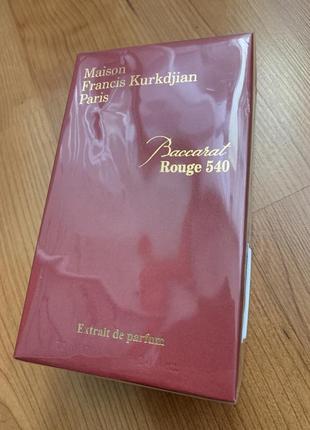 Maison
Francis Kurkdjian
Paris
Baccarat
Rouge 540
Extrait de parfum